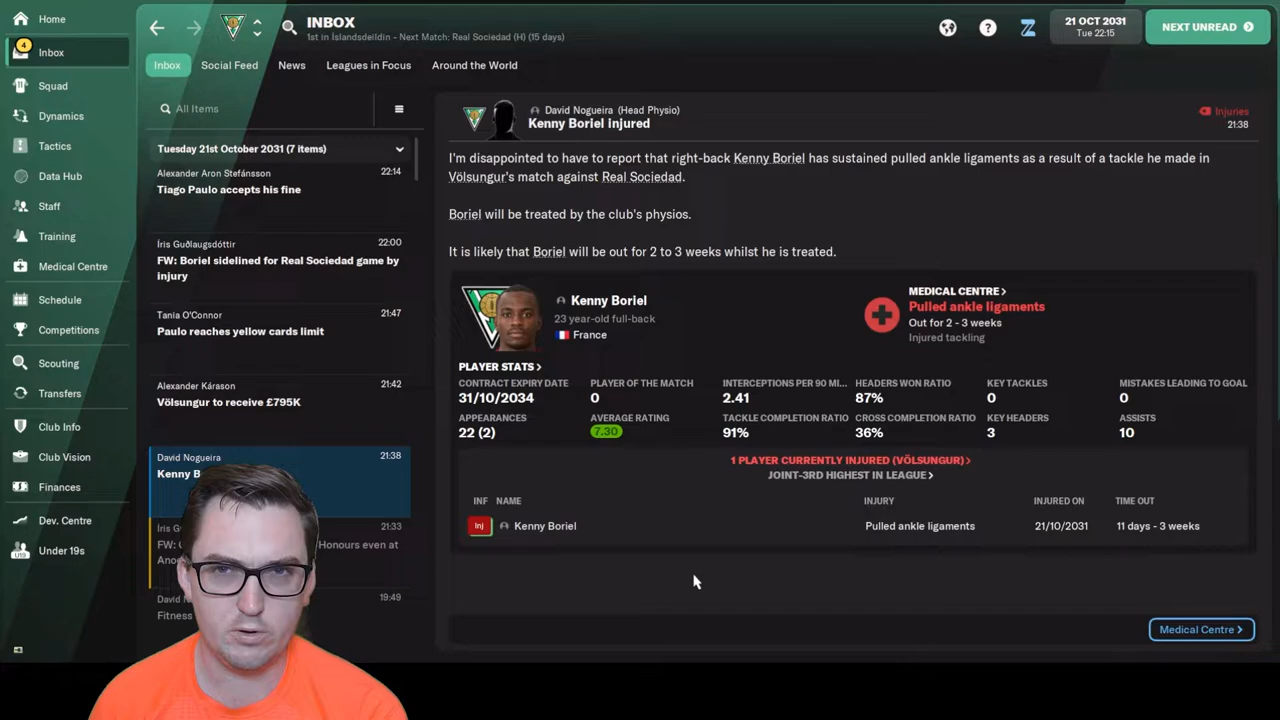 Home
4
Inbox
Squad
Dynamics
Tactics
Data Hub
Staff
Training
Medical Centre
Schedule
Competitions
Scouting
Transfers
Club Info
Club Vision
Finances
Dev. Centre
U19
Under 19s
INBOX
1st in Íslandsdeildin - Next Match: Real Sociedad (H) (15 days)
?
21 OCT 2031
Tue 22:15
NEXT UNREAD
Inbox
Social Feed
News
Leagues in Focus
Around the World
All Items
Tuesday 21st October 2031 (7 items)
Alexander Aron Stefánsson 22:14
Tiago Paulo accepts his fine
Íris Guðlaugsdóttir 22:00
FW: Boriel sidelined for Real Sociedad game by
injury
Tania O'Connor 21:47
Paulo reaches yellow cards limit
Alexander Kárason 21:42
Völsungur to receive £795K
David Nogueira 21:38
Kenny B
Íris G 21:33
FW: Honours even at
Anoe
David N 19:49
Fitness
David Nogueira (Head Physio)
Kenny Boriel injured
Injuries
21:38
I'm disappointed to have to report that right-back Kenny Boriel has sustained pulled ankle ligaments as a result of a tackle he made in
Völsungur's match against Real Sociedad.
Boriel will be treated by the club's physios.
It is likely that Boriel will be out for 2 to 3 weeks whilst he is treated.
Kenny Boriel
23 year-old full-back
France
MEDICAL CENTRE >
Pulled ankle ligaments
Out for 2 - 3 weeks
Injured tackling
PLAYER STATS >
CONTRACT EXPIRY DATE PLAYER OF THE MATCH INTERCEPTIONS PER 90 MI... HEADERS WON RATIO KEY TACKLES MISTAKES LEADING TO GOAL
31/10/2034 0 2.41 87% 0 0
APPEARANCES AVERAGE RATING TACKLE COMPLETION RATIO CROSS COMPLETION RATIO KEY HEADERS ASSISTS
22 (2) 7.30 91% 36% 3 10
1 PLAYER CURRENTLY INJURED (VÖLSUNGUR) >
JOINT-3RD HIGHEST IN LEAGUE >
INF NAME INJURY INJURED ON TIME OUT
Inj Kenny Boriel Pulled ankle ligaments 21/10/2031 11 days - 3 weeks
Medical Centre >